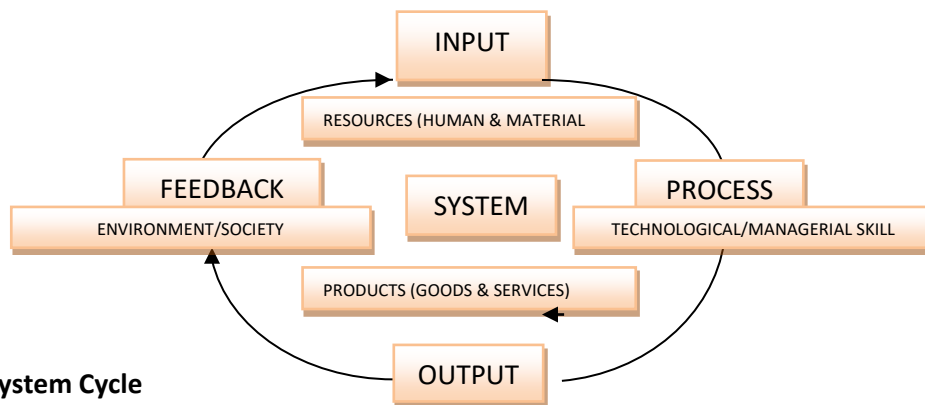 INPUT
RESOURCES (HUMAN & MATERIAL
FEEDBACK
ENVIRONMENT/SOCIETY
SYSTEM
PROCESS
TECHNOLOGICAL/MANAGERIAL SKILL
PRODUCTS (GOODS & SERVICES)
OUTPUT
ystem Cycle